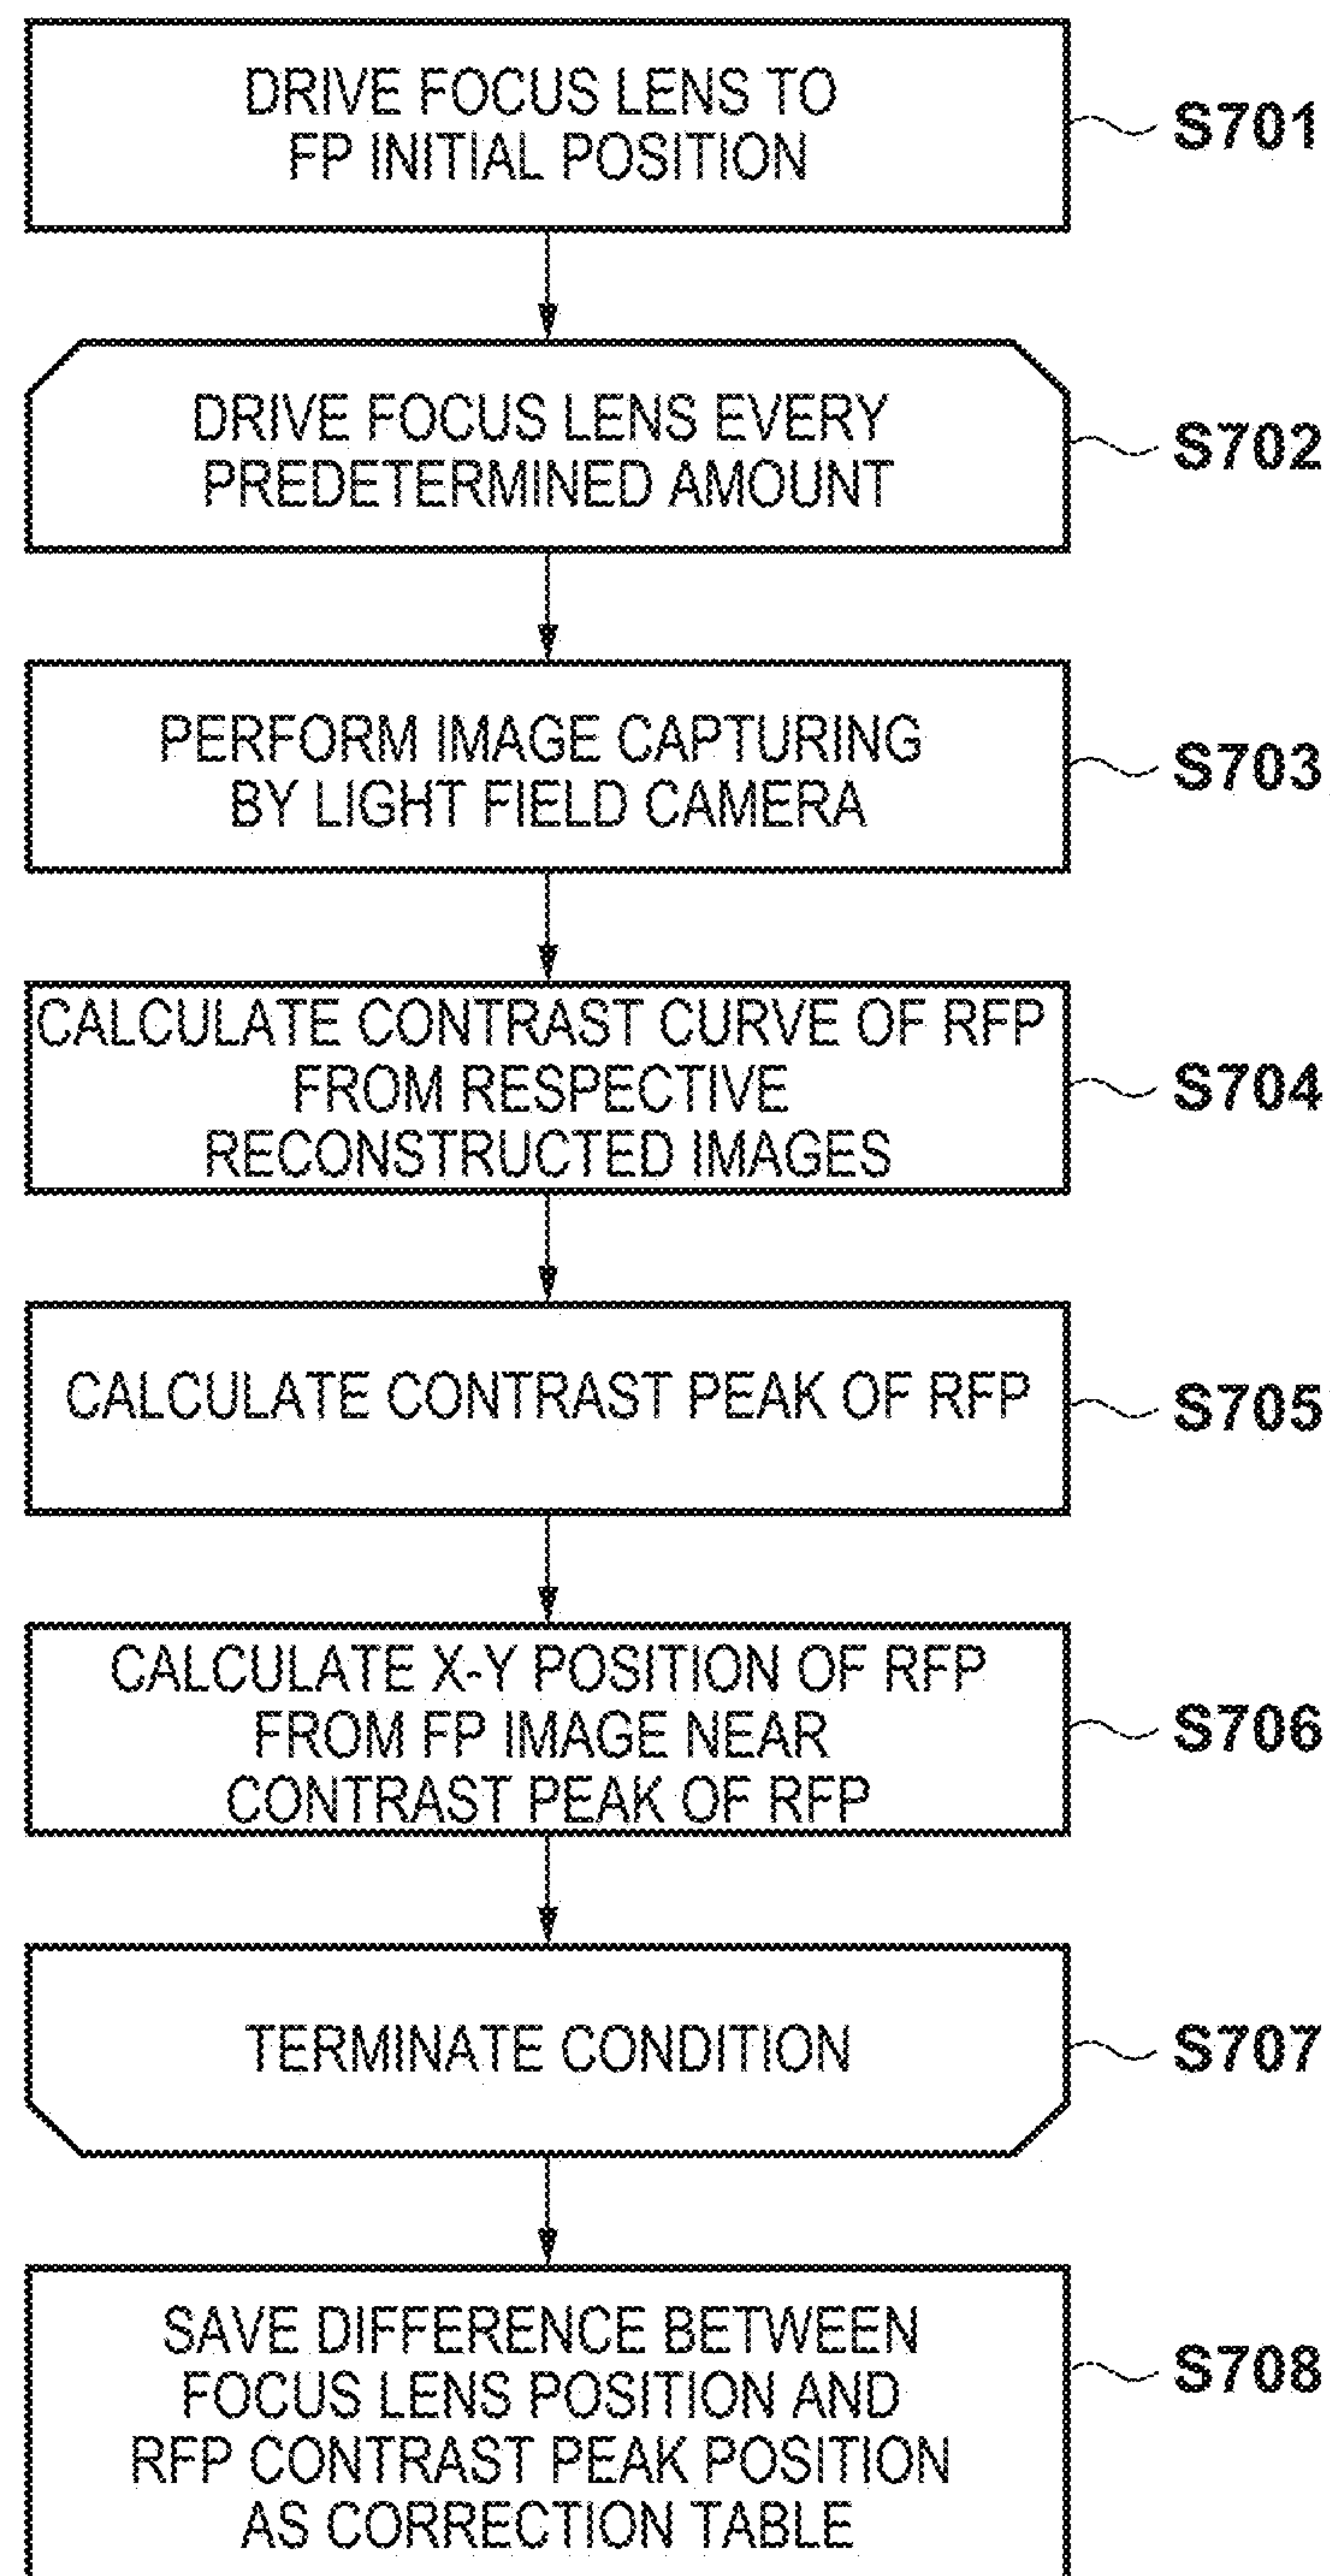 DRIVE FOCUS LENS TO
FP INITIAL POSITION
S701
DRIVE FOCUS LENS EVERY
PREDETERMINED AMOUNT
S702
PERFORM IMAGE CAPTURING
BY LIGHT FIELD CAMERA
S703
CALCULATE CONTRAST CURVE OF RFP
FROM RESPECTIVE
RECONSTRUCTED IMAGES
S704
CALCULATE CONTRAST PEAK OF RFP
S705
CALCULATE X-Y POSITION OF RFP
FROM FP IMAGE NEAR
CONTRAST PEAK OF RFP
S706
TERMINATE CONDITION
S707
SAVE DIFFERENCE BETWEEN
FOCUS LENS POSITION AND
RFP CONTRAST PEAK POSITION
AS CORRECTION TABLE
S708